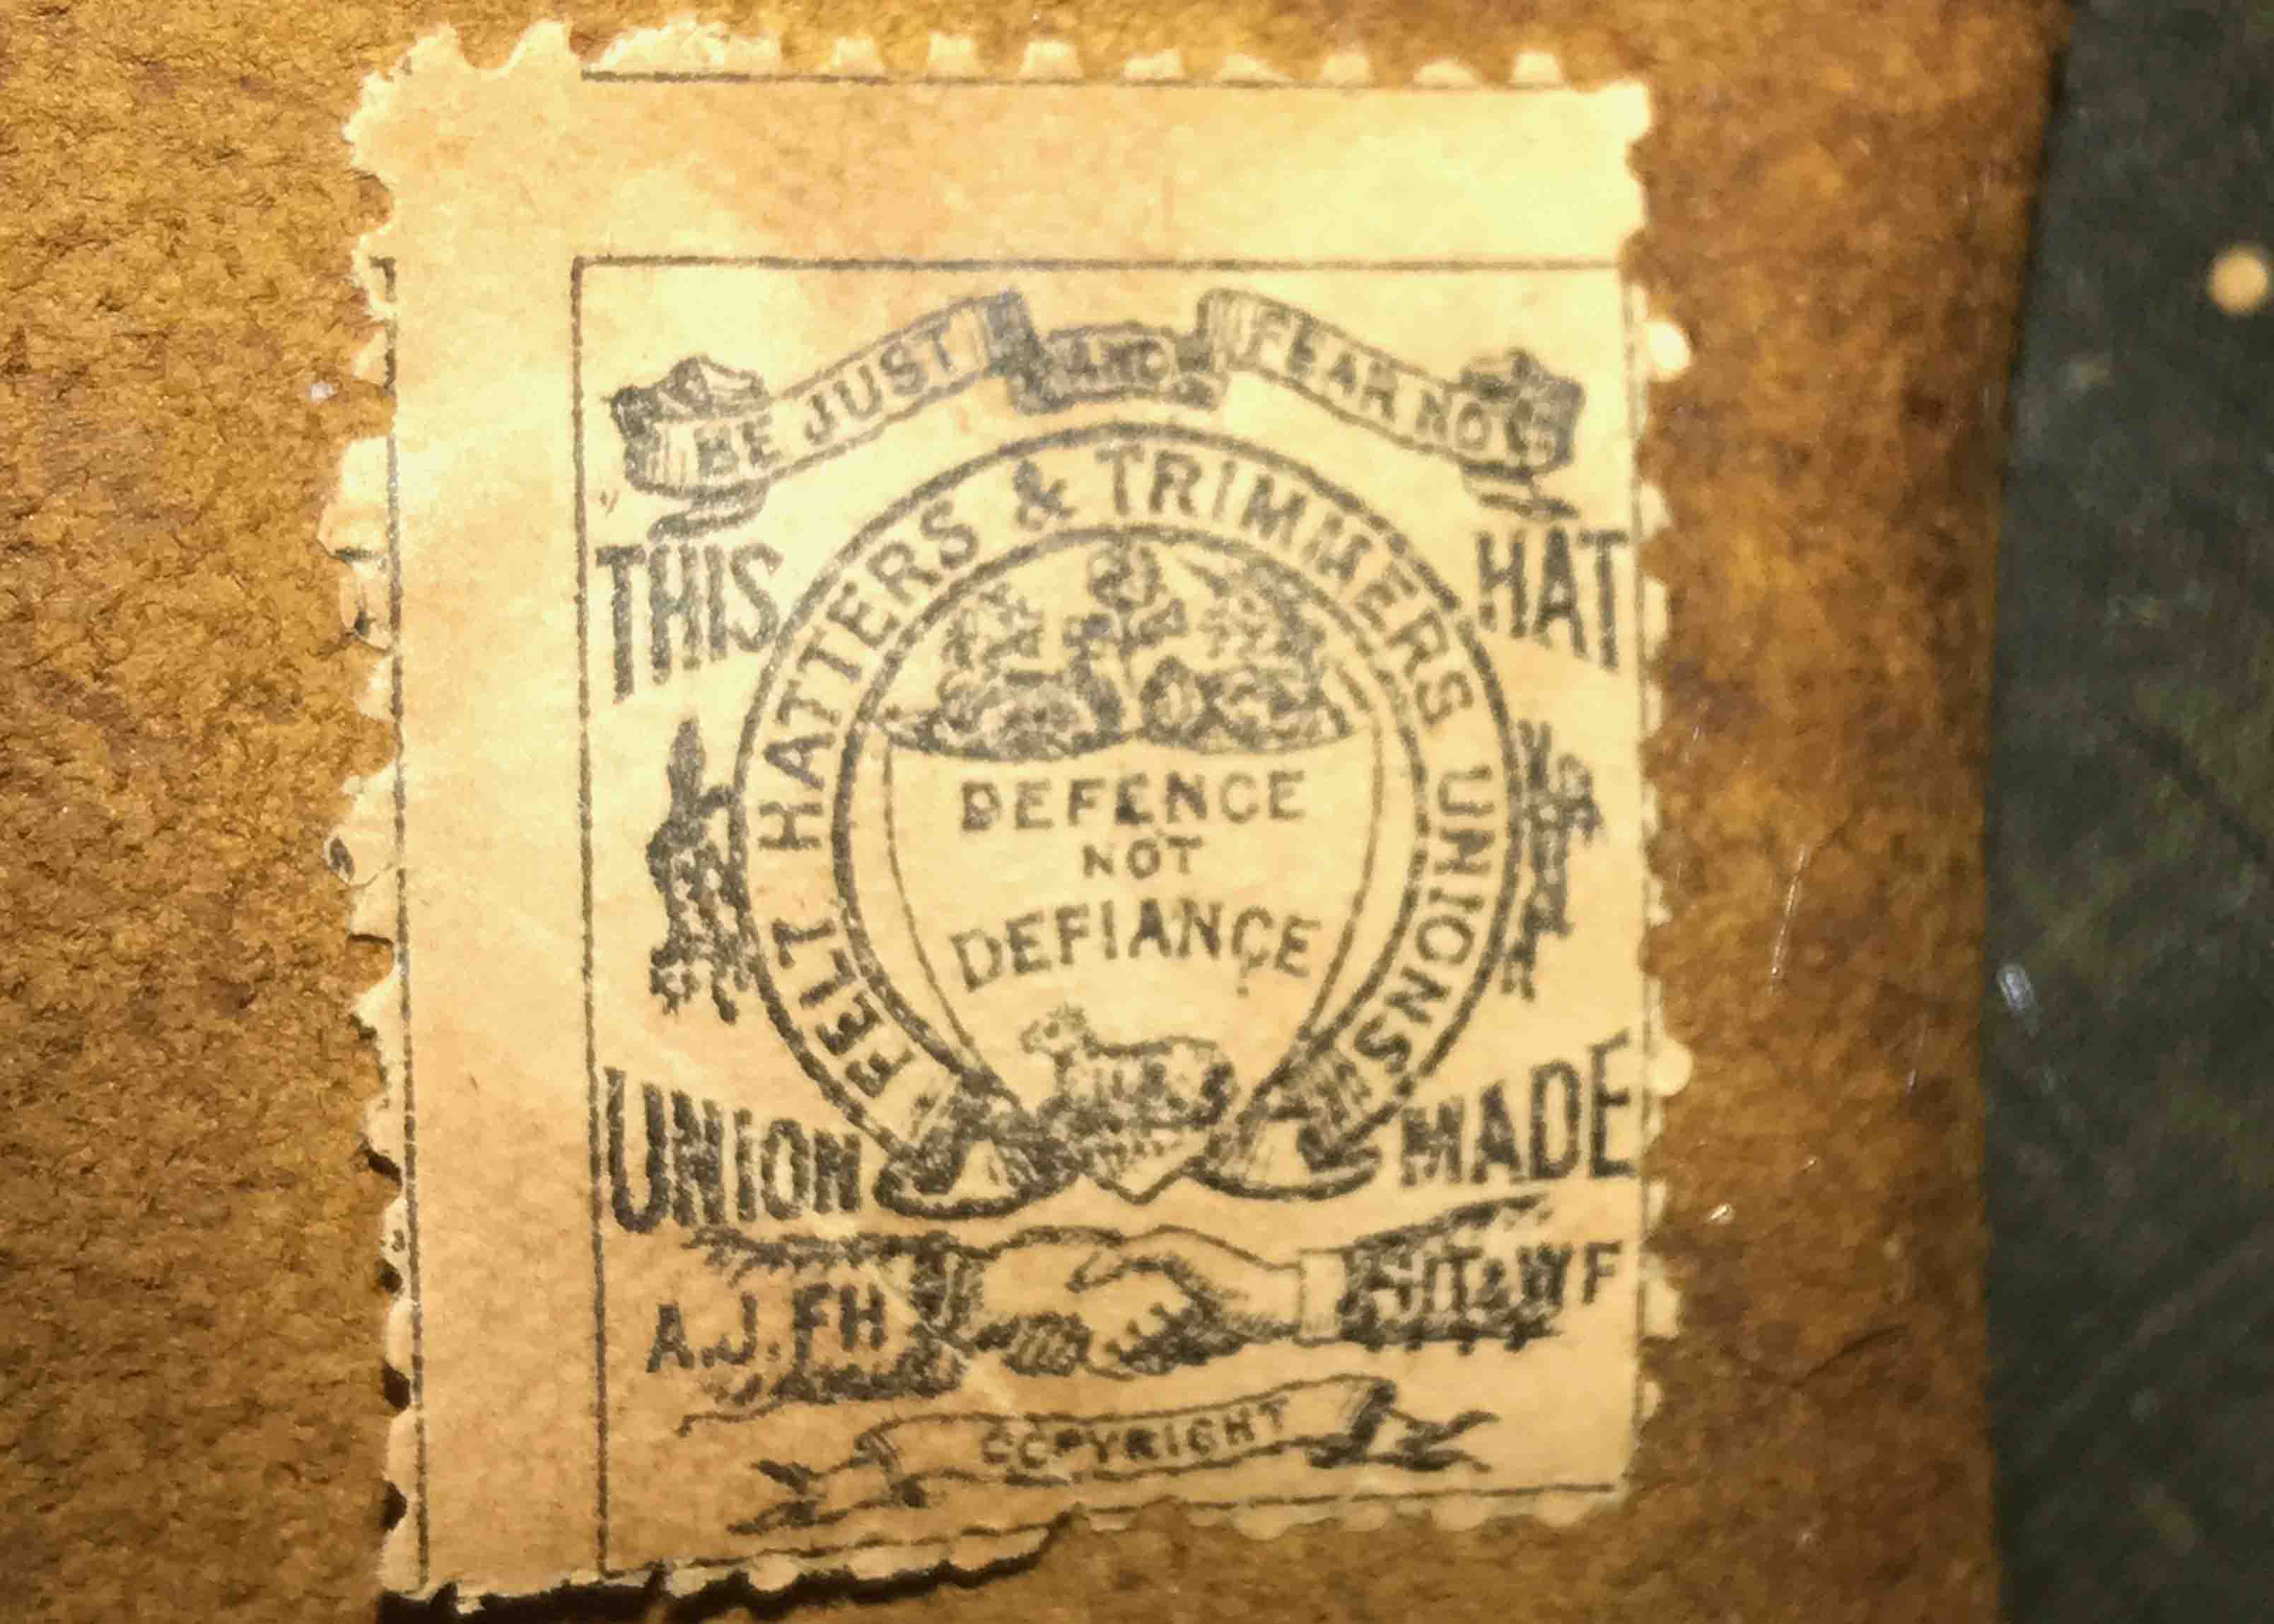 BE JUST AND FEAR NOT
THIS HAT
FELT HATTERS & TRIMMERS UNIONS
DEFENCE
NOT
DEFIANCE
UNION MADE
A.J.FH
COPYRIGHT